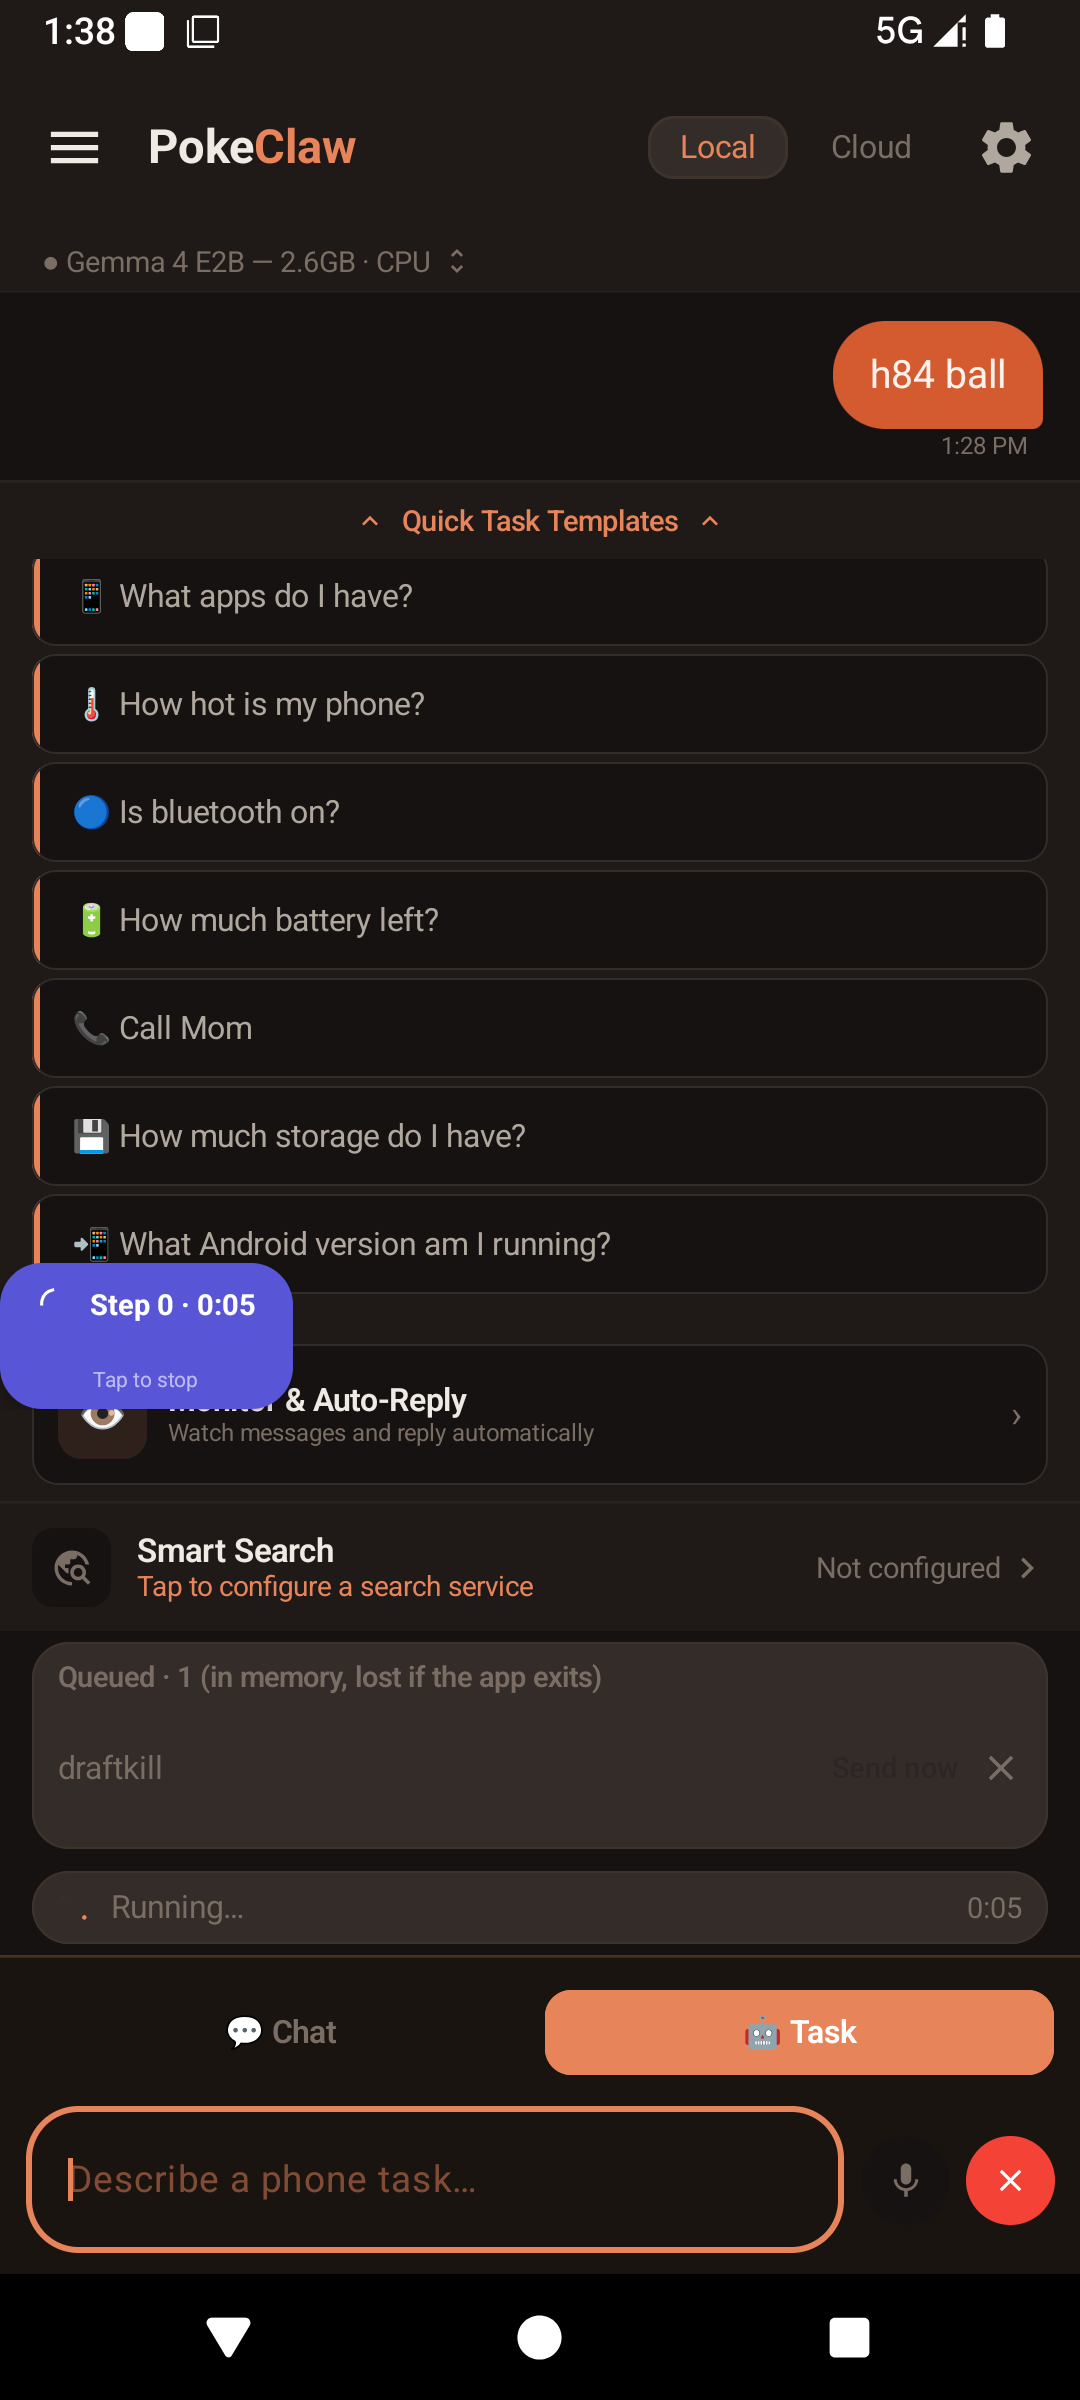 1:38
5G
PokeClaw
Local
Cloud
Gemma 4 E2B — 2.6GB · CPU
h84 ball
1:28 PM
Quick Task Templates
What apps do I have?
How hot is my phone?
Is bluetooth on?
How much battery left?
Call Mom
How much storage do I have?
What Android version am I running?
Step 0 · 0:05
Tap to stop
& Auto-Reply
Watch messages and reply automatically
Smart Search
Tap to configure a search service
Not configured
Queued · 1 (in memory, lost if the app exits)
draftkill
Send now
Running...
0:05
Chat
Task
Describe a phone task...